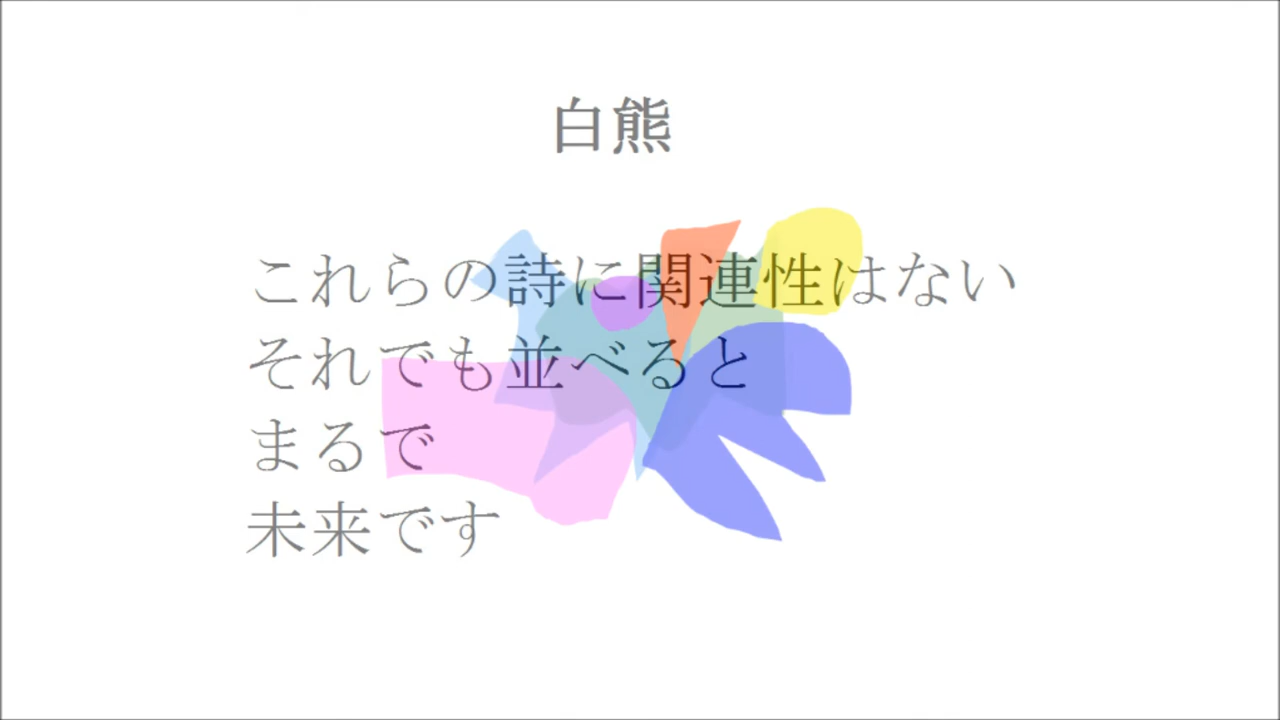 白熊
これらの詩に関連性はない
それでも並べると
まるで
未来です